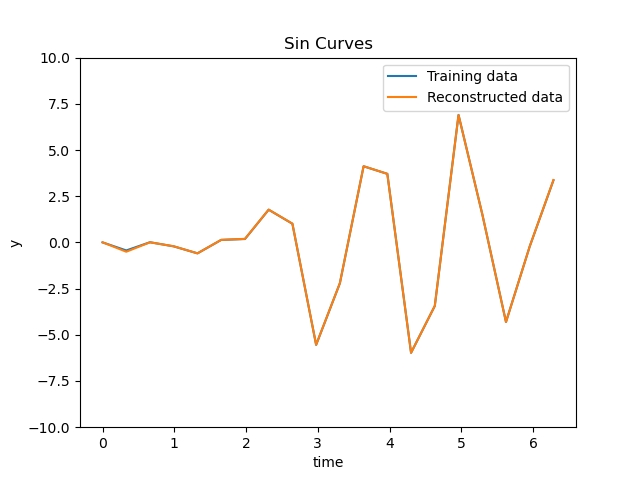 Sin Curves
Training data
Reconstructed data
10.0
7.5
5.0
2.5
0.0
−2.5
−5.0
−7.5
−10.0
y
0 1 2 3 4 5 6
time